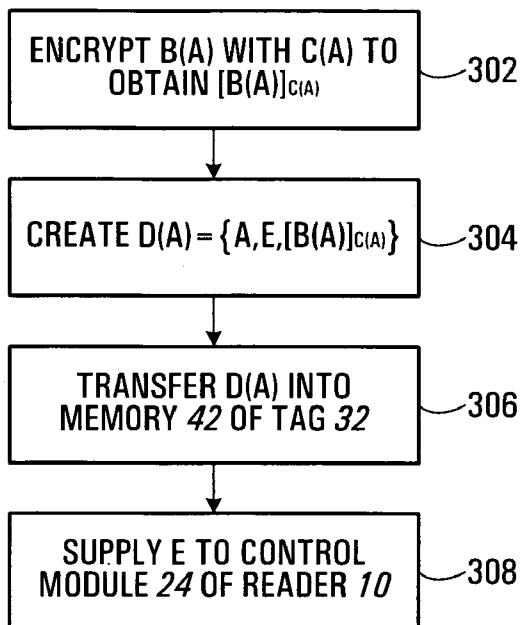 ENCRYPT B(A) WITH C(A) TO
OBTAIN [B(A)]C(A)
302
CREATE D(A) = {A,E,[B(A)]C(A)}
304
TRANSFER D(A) INTO
MEMORY 42 OF TAG 32
306
SUPPLY E TO CONTROL
MODULE 24 OF READER 10
308